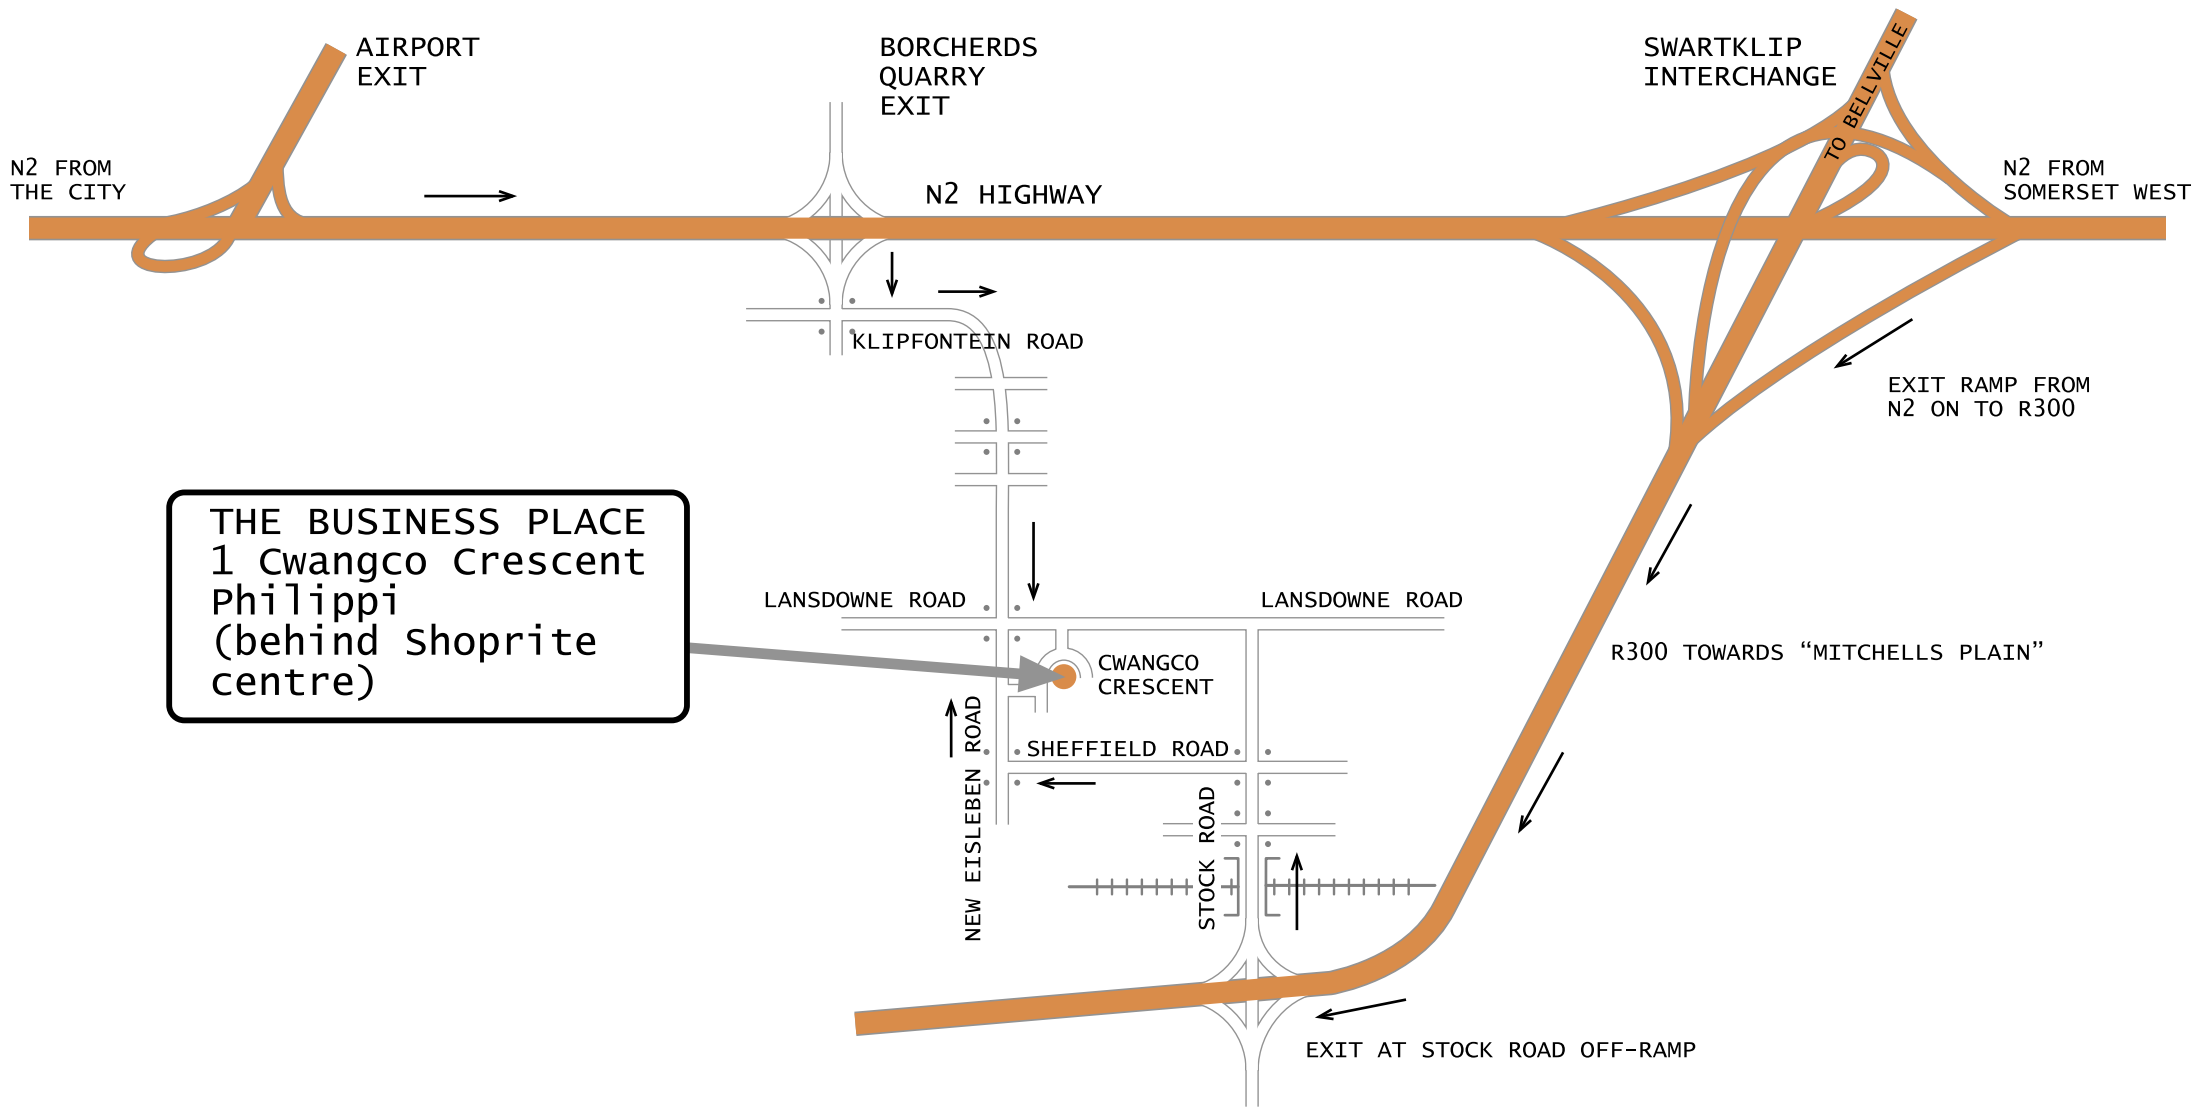 AIRPORT
EXIT
BORCHERDS
QUARRY
EXIT
SWARTKLIP
INTERCHANGE
TO BELLVILLE
N2 FROM
THE CITY
N2 HIGHWAY
N2 FROM
SOMERSET WEST
KLIPFONTEIN ROAD
EXIT RAMP FROM
N2 ON TO R300
THE BUSINESS PLACE
1 Cwangco Crescent
Philippi
(behind Shoprite
centre)
LANSDOWNE ROAD
LANSDOWNE ROAD
CWANGCO
CRESCENT
R300 TOWARDS “MITCHELLS PLAIN”
NEW EISLEBEN ROAD
SHEFFIELD ROAD
STOCK ROAD
EXIT AT STOCK ROAD OFF-RAMP